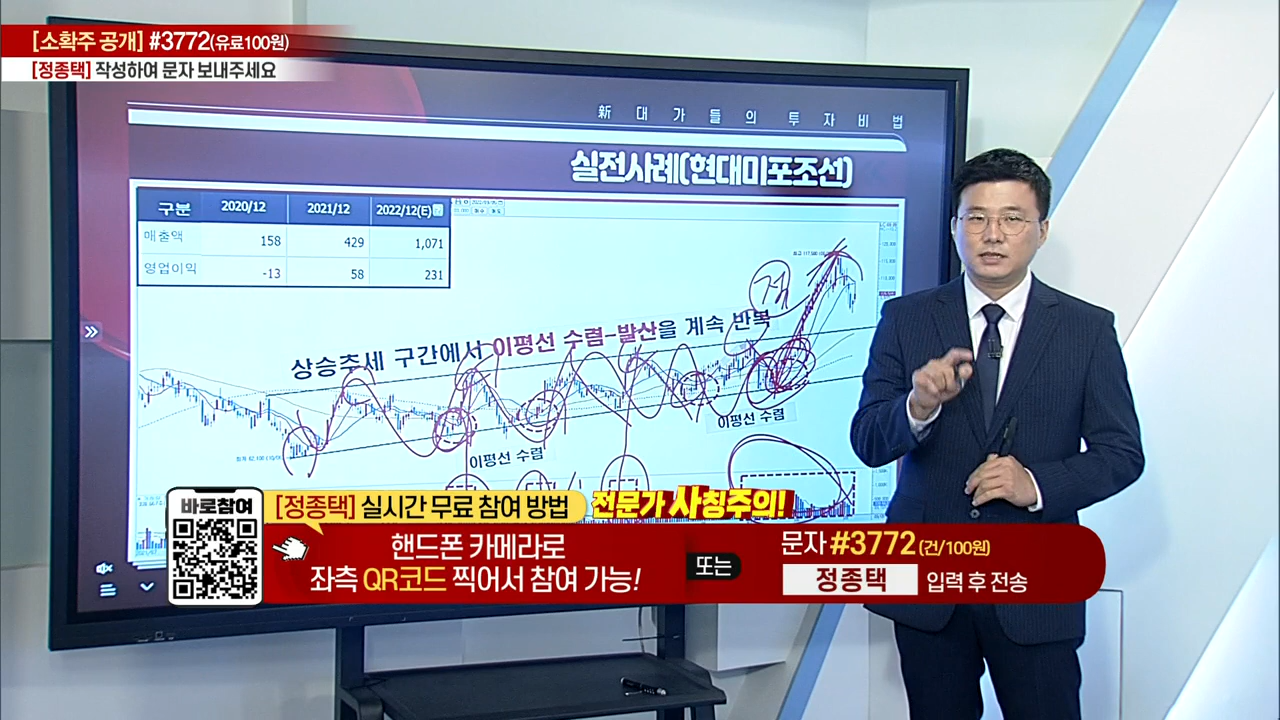 [소확주 공개] #3772(유료100원)
[정종택] 작성하여 문자 보내주세요
新 대가들의 투자비법
실전사례(현대미포조선)
구분 2020/12 2021/12 2022/12(E)
매출액 158 429 1,071
영업이익 -13 58 231
적
상승추세 구간에서 이평선 수렴-발산을 계속 반복
이평선 수렴
이평선 수렴
바로참여
[정종택] 실시간 무료 참여 방법
전문가 사칭주의!
핸드폰 카메라로
좌측 QR코드 찍어서 참여 가능!
또는
문자 #3772(건/100원)
정종택 입력 후 전송